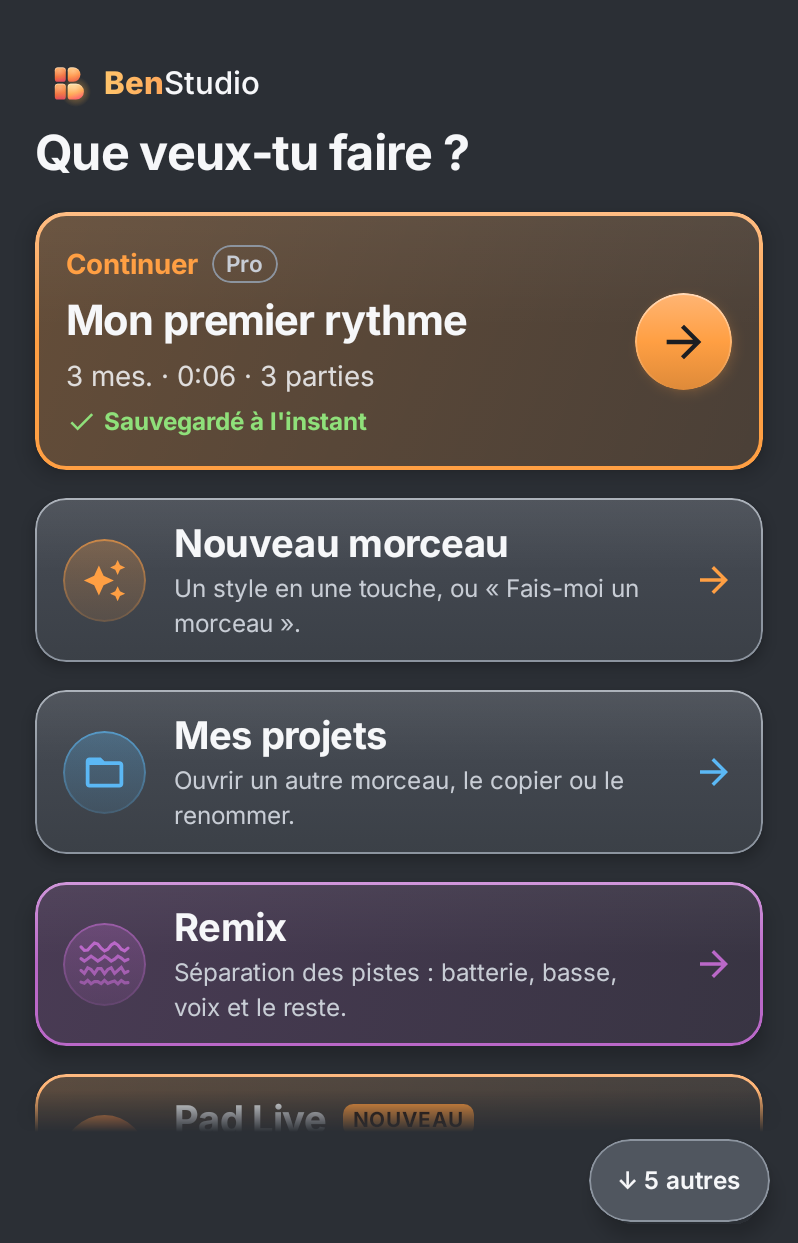 BenStudio
Que veux-tu faire ?
Continuer Pro
Mon premier rythme
3 mes. · 0:06 · 3 parties
Sauvegardé à l'instant
Nouveau morceau
Un style en une touche, ou « Fais-moi un
morceau ».
Mes projets
Ouvrir un autre morceau, le copier ou le
renommer.
Remix
Séparation des pistes : batterie, basse,
voix et le reste.
Pad Live NOUVEAU
↓ 5 autres